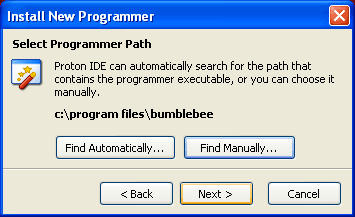 Install New Programmer
Select Programmer Path
Proton IDE can automatically search for the path that
contains the programmer executable, or you can choose it
manually.
c:\program files\bumblebee
Find Automatically... Find Manually...
< Back Next > Cancel